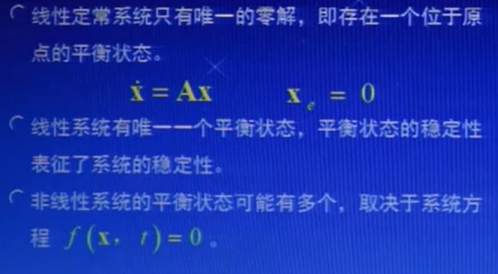 线性定常系统只有唯一的零解，即存在一个位于原
点的平衡状态。
ẋ = Ax  x_e = 0
线性系统有唯一一个平衡状态，平衡状态的稳定性
表征了系统的稳定性。
非线性系统的平衡状态可能有多个，取决于系统方
程 f(x，t)=0 。